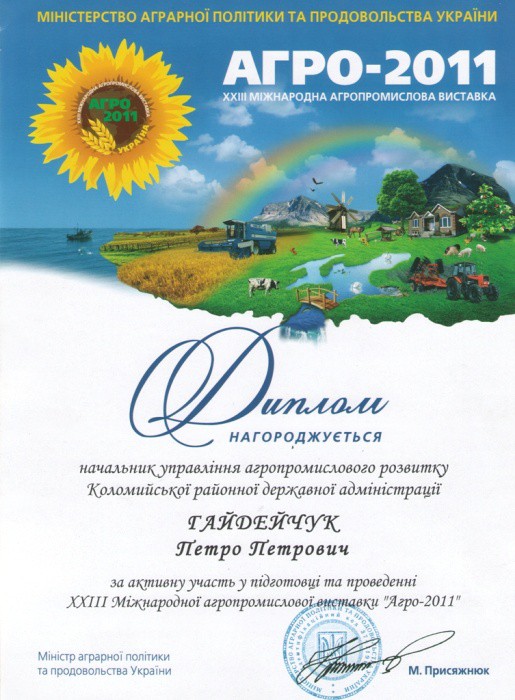 МІНІСТЕРСТВО АГРАРНОЇ ПОЛІТИКИ ТА ПРОДОВОЛЬСТВА УКРАЇНИ
АГРО-2011
XXIII МІЖНАРОДНА АГРОПРОМИСЛОВА ВИСТАВКА
АГРО
2011
УКРАЇНА
Диплом
НАГОРОДЖУЄТЬСЯ
начальник управління агропромислового розвитку
Коломийської районної державної адміністрації
ГАЙДЕЙЧУК
Петро Петрович
за активну участь у підготовці та проведенні
XXIII Міжнародної агропромислової виставки "Агро-2011"
Міністр аграрної політики
та продовольства України
М. Присяжнюк